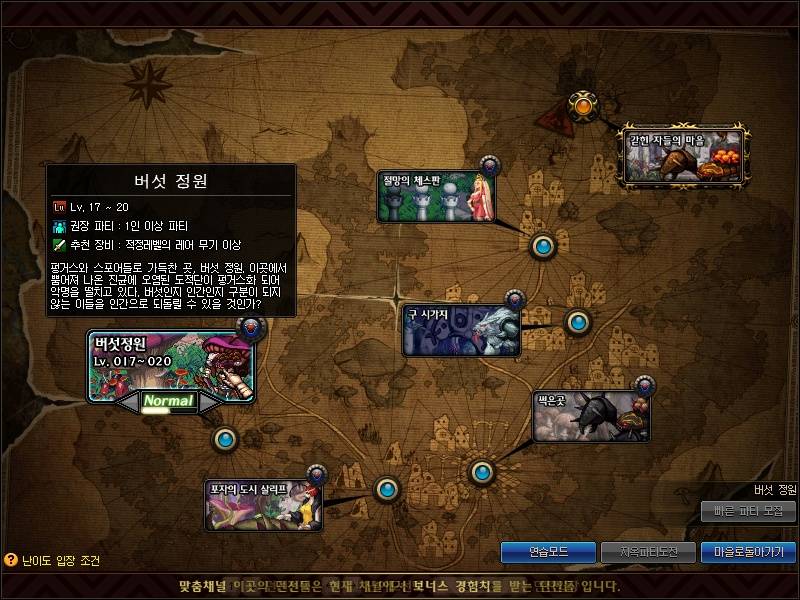 갇힌 자들의 마음
절망의 체스판
버섯 정원
Lv. 17 ~ 20
권장 파티 : 1인 이상 파티
추천 장비 : 적정레벨의 레어 무기 이상
펑거스와 스포어들로 가득찬 곳, 버섯 정원. 이곳에서
뿜어져 나온 진균에 오염된 도적단이 펑거스화 되어
악명을 떨치고 있다. 버섯인지 인간인지 구분이 되지
않는 이들을 인간으로 되돌릴 수 있을 것인가?
구 시가지
버섯정원
Lv. 017~020
Normal
썩은곳
포자의 도시 살리프
버섯 정원
빠른 파티 모집
연습모드
지옥파티도전
마을로돌아가기
난이도 입장 조건
맞춤채널 이곳의 던전들은 현재 채널에서 보너스 경험치를 받는 던전들 입니다.